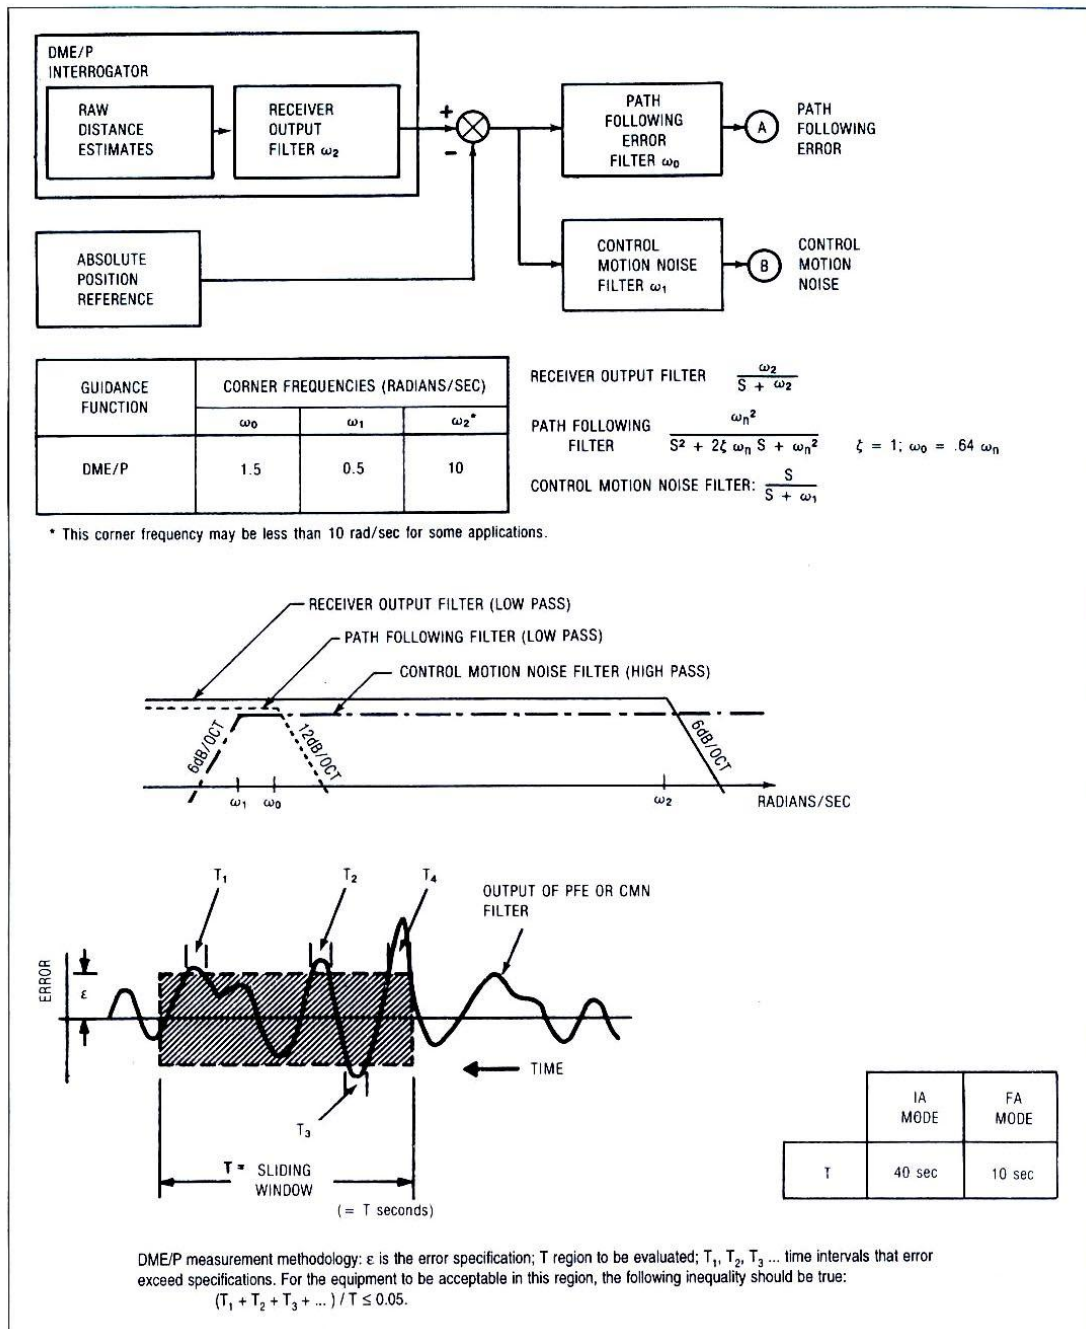 DME/P
INTERROGATOR
RAW
DISTANCE
ESTIMATES
RECEIVER
OUTPUT
FILTER ω₂
+
−
PATH
FOLLOWING
ERROR
FILTER ω₀
A
PATH
FOLLOWING
ERROR
ABSOLUTE
POSITION
REFERENCE
CONTROL
MOTION NOISE
FILTER ω₁
B
CONTROL
MOTION
NOISE
GUIDANCE
FUNCTION
CORNER FREQUENCIES (RADIANS/SEC)
ω₀ ω₁ ω₂*
DME/P 1.5 0.5 10
RECEIVER OUTPUT FILTER ω₂ / (S + ω₂)
PATH FOLLOWING
FILTER ωₙ² / (S² + 2ζ ωₙ S + ωₙ²) ζ = 1; ω₀ = .64 ωₙ
CONTROL MOTION NOISE FILTER: S / (S + ω₁)
* This corner frequency may be less than 10 rad/sec for some applications.
RECEIVER OUTPUT FILTER (LOW PASS)
PATH FOLLOWING FILTER (LOW PASS)
CONTROL MOTION NOISE FILTER (HIGH PASS)
6dB/OCT
12dB/OCT
6dB/OCT
ω₁ ω₀ ω₂ RADIANS/SEC
T₁ T₂ T₄
OUTPUT OF PFE OR CMN
FILTER
ERROR
ε
TIME
T₃
T = SLIDING
WINDOW
(= T seconds)
IA
MODE
FA
MODE
T 40 sec 10 sec
DME/P measurement methodology: ε is the error specification; T region to be evaluated; T₁, T₂, T₃ ... time intervals that error
exceed specifications. For the equipment to be acceptable in this region, the following inequality should be true:
(T₁ + T₂ + T₃ + ... ) / T ≤ 0.05.